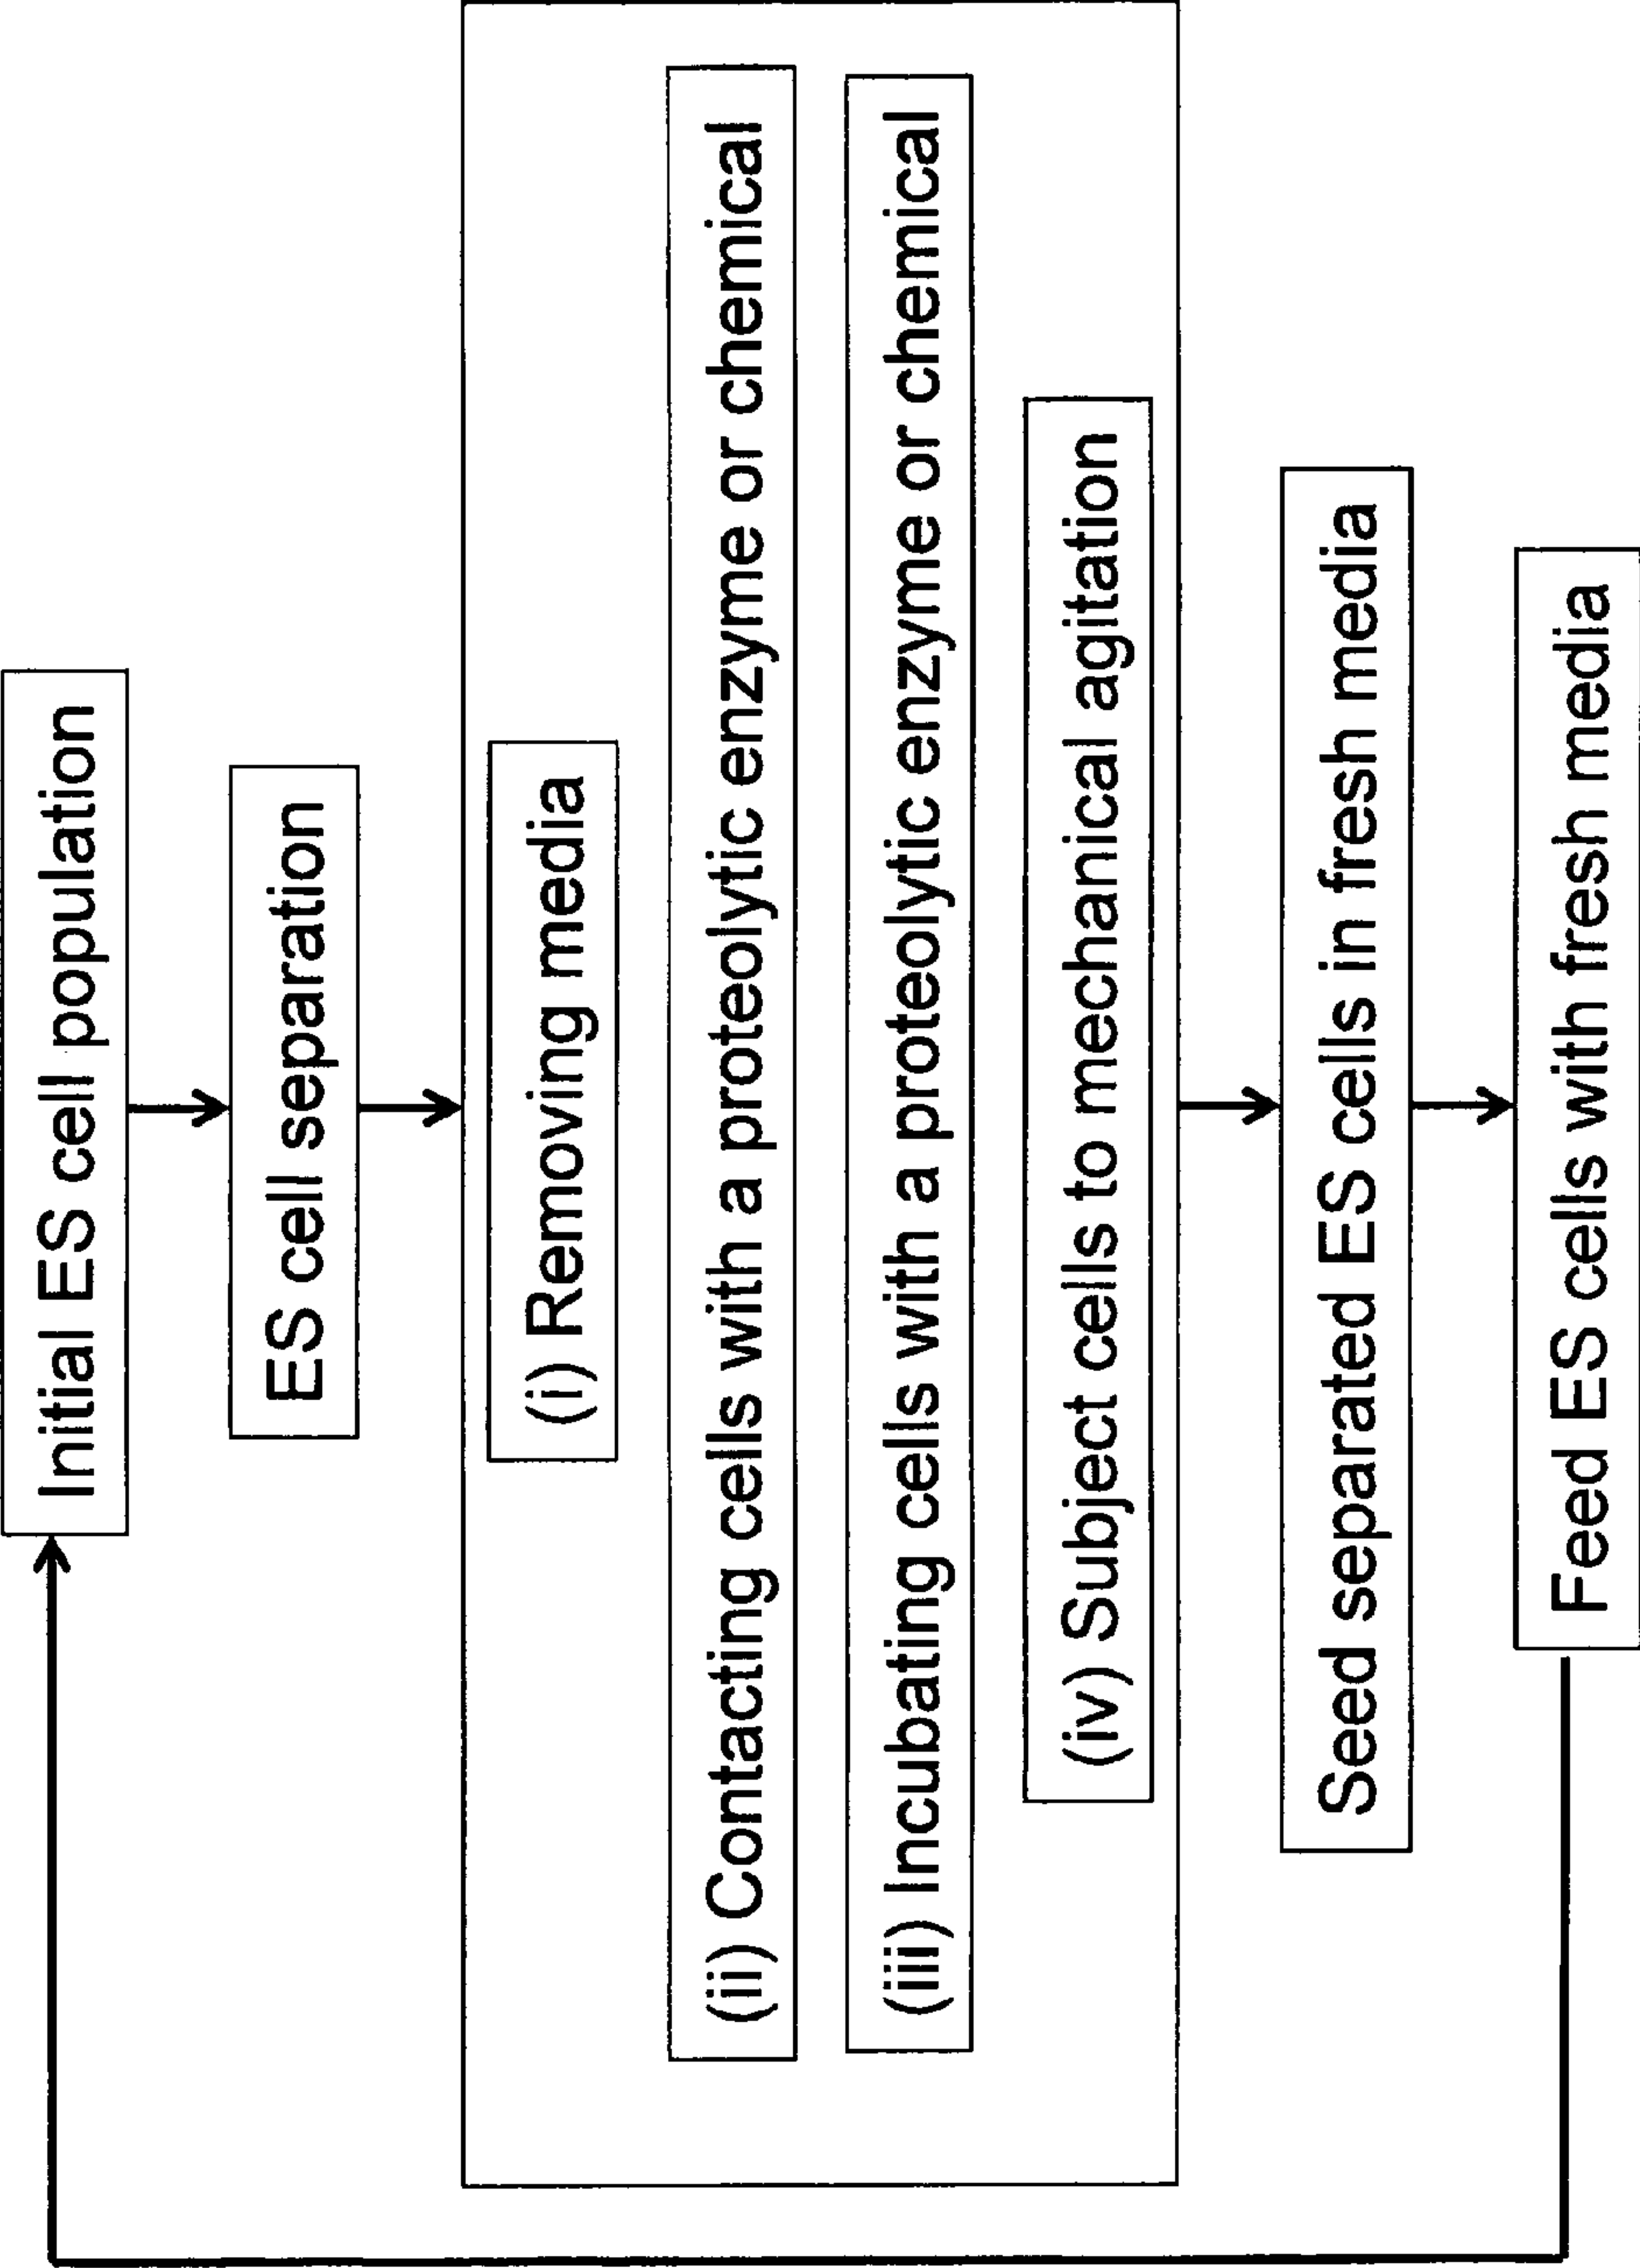 Initial ES cell population
ES cell separation
(i) Removing media
(ii) Contacting cells with a proteolytic enzyme or chemical
(iii) Incubating cells with a proteolytic enzyme or chemical
(iv) Subject cells to mechanical agitation
Seed separated ES cells in fresh media
Feed ES cells with fresh media